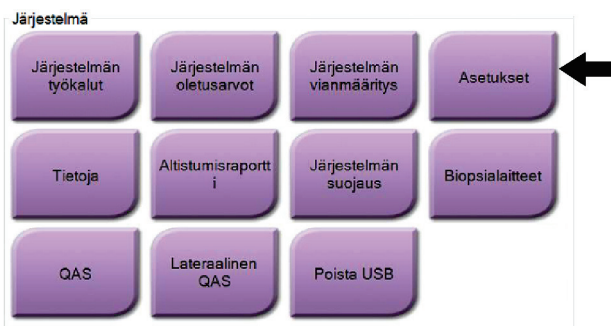 Järjestelmä
Järjestelmän
työkalut
Järjestelmän
oletusarvot
Järjestelmän
vianmääritys
Asetukset
Tietoja
Altistumisraportt
i
Järjestelmän
suojaus
Biopsialaitteet
QAS
Lateraalinen
QAS
Poista USB